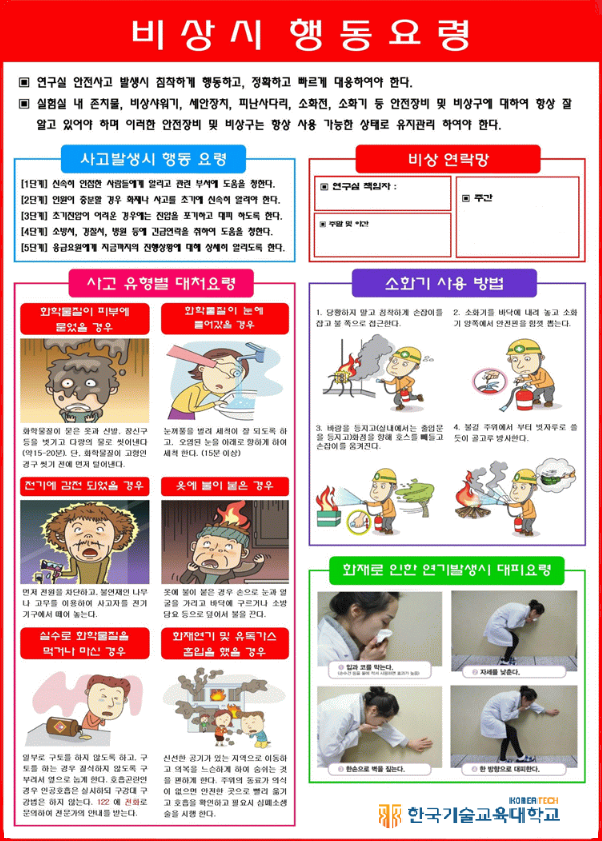 비상시 행동요령
▣ 연구실 안전사고 발생시 침착하게 행동하고, 정확하고 빠르게 대응하여야 한다.
▣ 실험실 내 존치물, 비상샤워기, 세안장치, 피난사다리, 소화전, 소화기 등 안전장비 및 비상구에 대하여 항상 잘
알고 있어야 하며 이러한 안전장비 및 비상구는 항상 사용 가능한 상태로 유지관리 하여야 한다.
사고발생시 행동 요령
[1단계] 신속히 인접한 사람들에게 알리고 관련 부서에 도움을 청한다.
[2단계] 인원이 충분할 경우 화재나 사고를 초기에 신속히 알려야 한다.
[3단계] 초기진압이 어려운 경우에는 진압을 포기하고 대피 하도록 한다.
[4단계] 소방서, 경찰서, 병원 등에 긴급연락을 취하여 도움을 청한다.
[5단계] 응급요원에게 지금까지의 진행상황에 대해 상세히 알리도록 한다.
비상 연락망
▣ 연구실 책임자 :
▣ 주말 및 야간
▣ 주간
사고 유형별 대처요령
화학물질이 피부에
묻었을 경우
화학물질이 묻은 옷과 신발, 장신구
등을 벗기고 다량의 물로 씻어낸다
(약15-20분). 단, 화학물질이 고형인
경구 씻기 전에 먼저 털어낸다.
화학물질이 눈에
들어갔을 경우
눈꺼풀을 벌려 세척이 잘 되도록 하
고, 오염된 눈을 아래로 향하게 하여
세척 한다. (15분 이상)
전기에 감전 되었을 경우
먼저 전원을 차단하고, 불연재인 나무
나 고무를 이용하여 사고자를 전기
기구에서 떼어 놓는다.
옷에 불이 붙은 경우
옷에 불이 붙은 경우 손으로 눈과 얼
굴을 가리고 바닥에 구르거나 소방
담요 등으로 덮어서 불을 끈다.
실수로 화학물질을
먹거나 마신 경우
일부로 구토를 하지 않도록 하고, 구
토를 하는 경우 질식하지 않도록 구
부려서 옆으로 눕게 한다. 호흡곤란인
경우 인공호흡은 실시하되 구강대 구
강법은 하지 않는다. 122 에 전화로
문의하여 전문가의 안내를 받는다.
화재연기 및 유독가스
흡입을 했을 경우
신선한 공기가 있는 지역으로 이동하
고 의복을 느슨하게 하여 숨쉬는 것
을 편하게 한다. 주위의 동료가 의식
이 없으면 안전한 곳으로 빨리 옮기
고 호흡을 확인하고 필요시 심폐소생
술을 시행 한다.
소화기 사용 방법
1. 당황하지 말고 침착하게 손잡이를
잡고 불 쪽으로 접근한다.
2. 소화기를 바닥에 내려 놓고 소화
기 앞쪽에서 안전핀을 힘껏 뽑는다.
3. 바람을 등지고(실내에서는 출입문
을 등지고)화점을 향해 호스를 빼들고
손잡이를 움켜진다.
4. 불길 주위에서 부터 빗자루로 쓸
듯이 골고루 방사한다.
화재로 인한 연기발생시 대피요령
① 입과 코를 막는다.
② 자세를 낮춘다.
③ 한손으로 벽을 짚는다.
④ 한 방향으로 대피한다.
KOREATECH
한국기술교육대학교